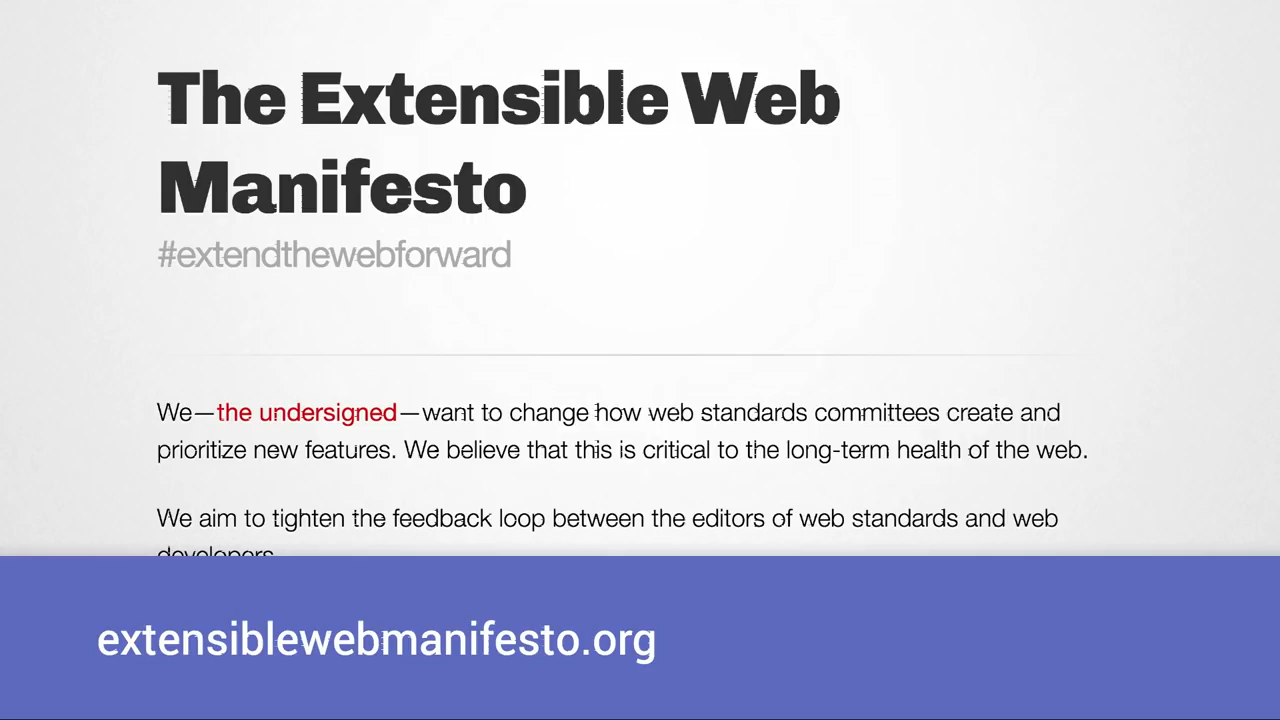 The Extensible Web
Manifesto
#extendthewebforward
We—the undersigned—want to change how web standards committees create and
prioritize new features. We believe that this is critical to the long-term health of the web.
We aim to tighten the feedback loop between the editors of web standards and web
developers.
extensiblewebmanifesto.org